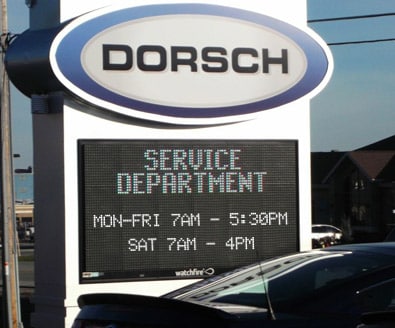 DORSCH
SERVICE
DEPARTMENT
MON-FRI 7AM - 5:30PM
SAT 7AM - 4PM
watchfire